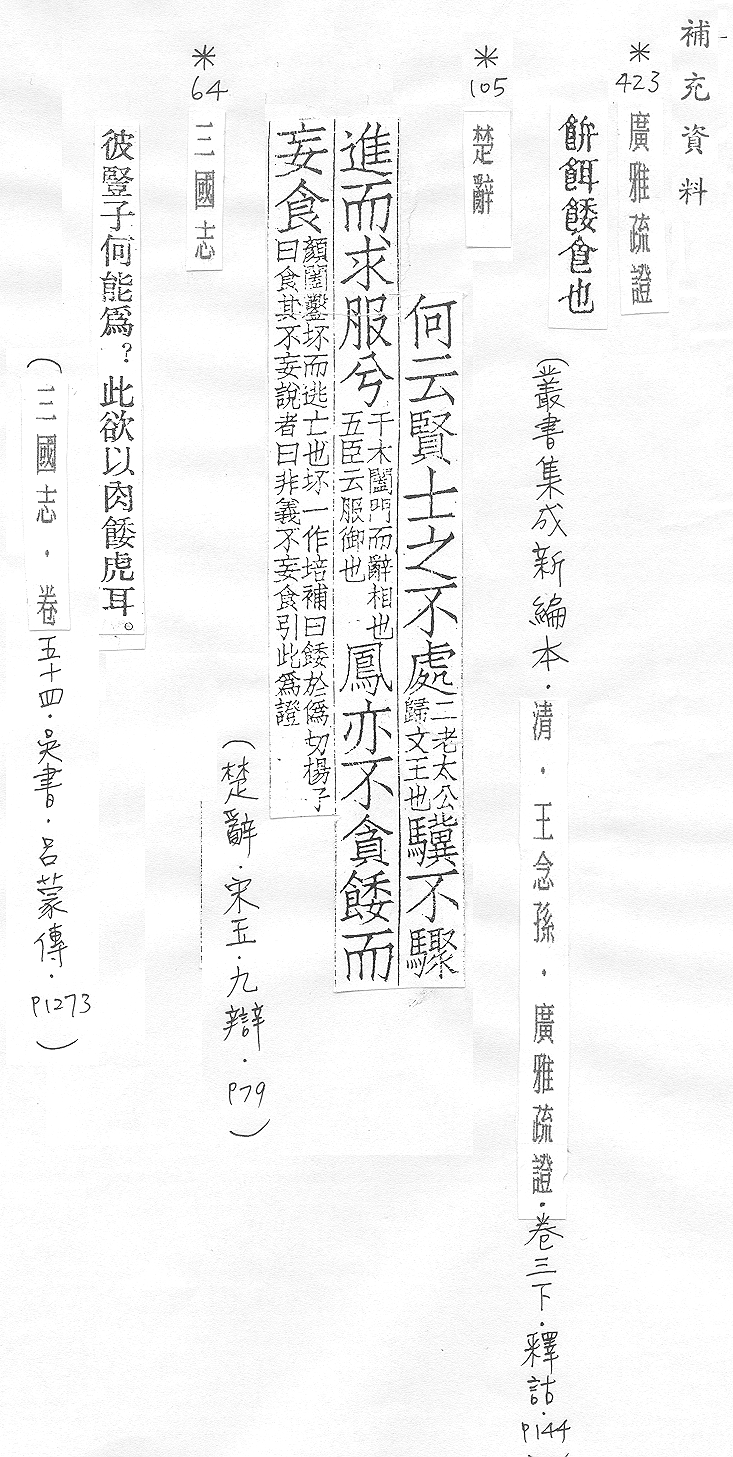 補充資料
＊
423
廣雅疏證
餅餌餧食也
（叢書集成新編本．清．王念孫．廣雅疏證．卷三下．釋詁．P144
＊
105
楚辭
何云賢士之不處二老太公歸文王也驥不驟
進而求服兮干木闔門而辭相也五臣云服御也鳳亦不貪餧而
妄食顏闔鑿坏而逃亡也坏一作培補曰餧於偽切楊子曰食其不妄說者曰非義不妄食引此為證
（楚辭．宋玉．九辯．P79）
＊
64
三國志
彼豎子何能為？此欲以肉餧虎耳。
（三國志．卷五十四．吳書．呂蒙傳．P1273）